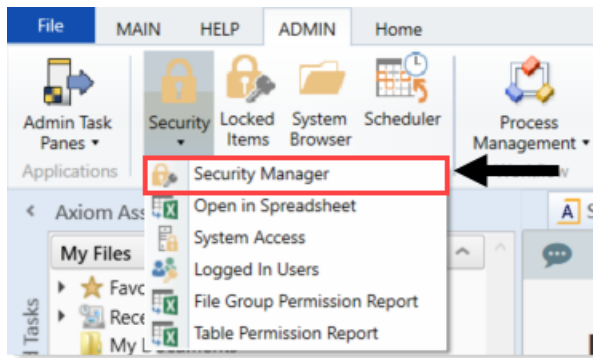 File MAIN HELP ADMIN Home
Admin Task Panes Security Locked Items System Browser Scheduler Process Management
Applications
Security Manager
Axiom Ass
Open in Spreadsheet
A S
System Access
My Files
Logged In Users
Favo
File Group Permission Report
Rece
Table Permission Report
My Documents
Tasks